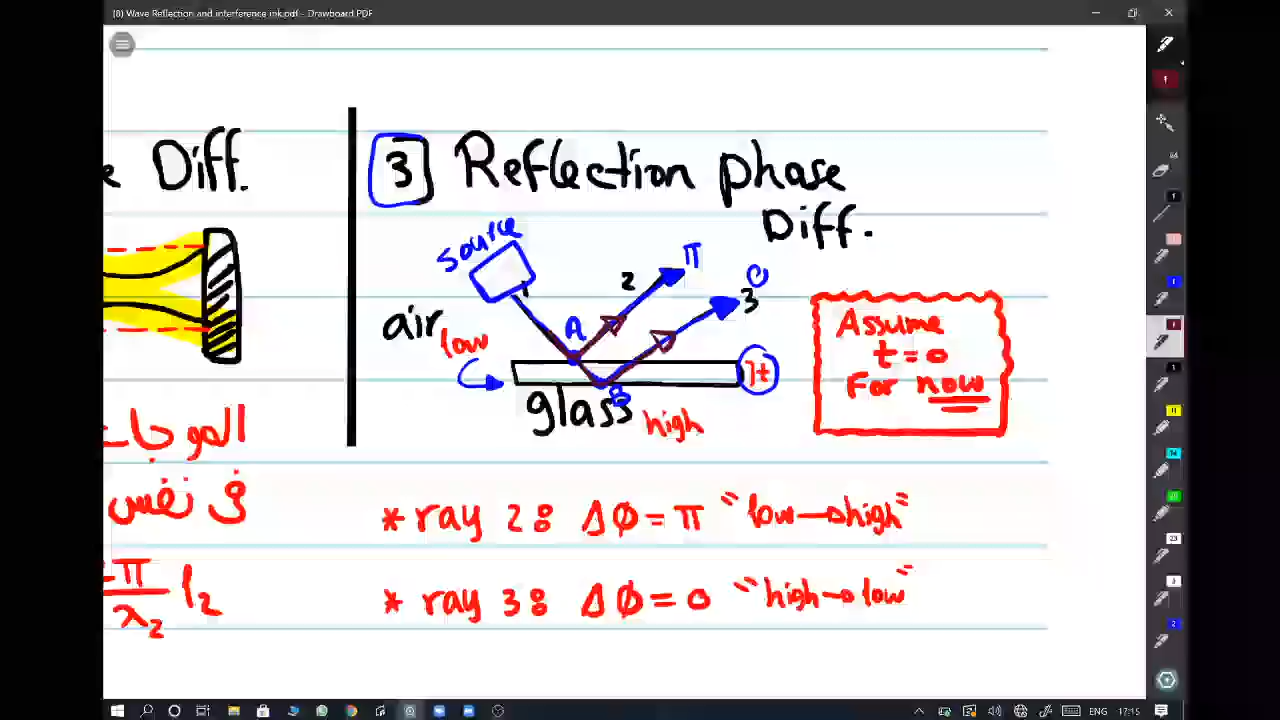 (8) Wave Reflection and interference ink.pdf - Drawboard PDF
Diff.
3 Reflection phase
Diff.
source
π
0
2
3
air
A
low
t
B
glass
high
Assume
t=0
For now
الموجات
في نفس
* ray 2: Δφ = π "low→high"
π
λ₂ l₂
* ray 3: Δφ = 0 "high→low"
ENG 17:15